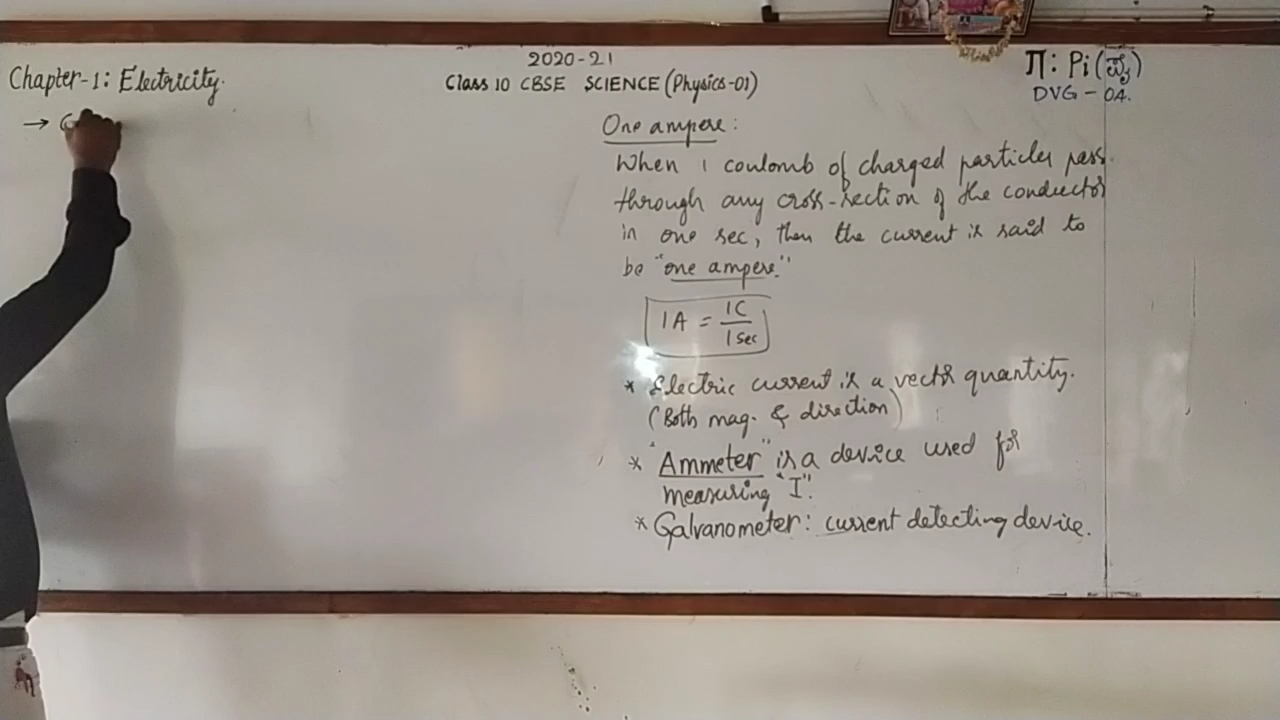 2020-21
Chapter-1: Electricity.
Class 10 CBSE SCIENCE (Physics-01)
π: Pi
DVG - 04.
→
One ampere:
When 1 coulomb of charged particles pass
through any cross-section of the conductor
in one sec, then the current is said to
be "one ampere."
1A = 1C / 1 sec
* Electric current is a vector quantity.
(Both mag. & direction)
* "Ammeter" is a device used for
measuring "I".
* Galvanometer: current detecting device.